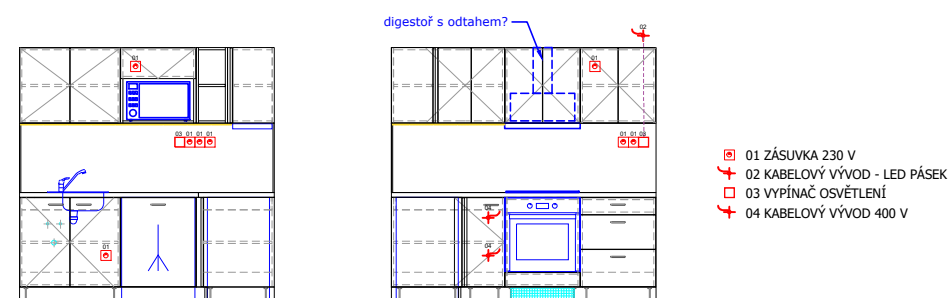 digestoř s odtahem?
02
01
01
03 01 01 01
01 01 03
04
04
01
01 ZÁSUVKA 230 V
02 KABELOVÝ VÝVOD - LED PÁSEK
03 VYPÍNAČ OSVĚTLENÍ
04 KABELOVÝ VÝVOD 400 V